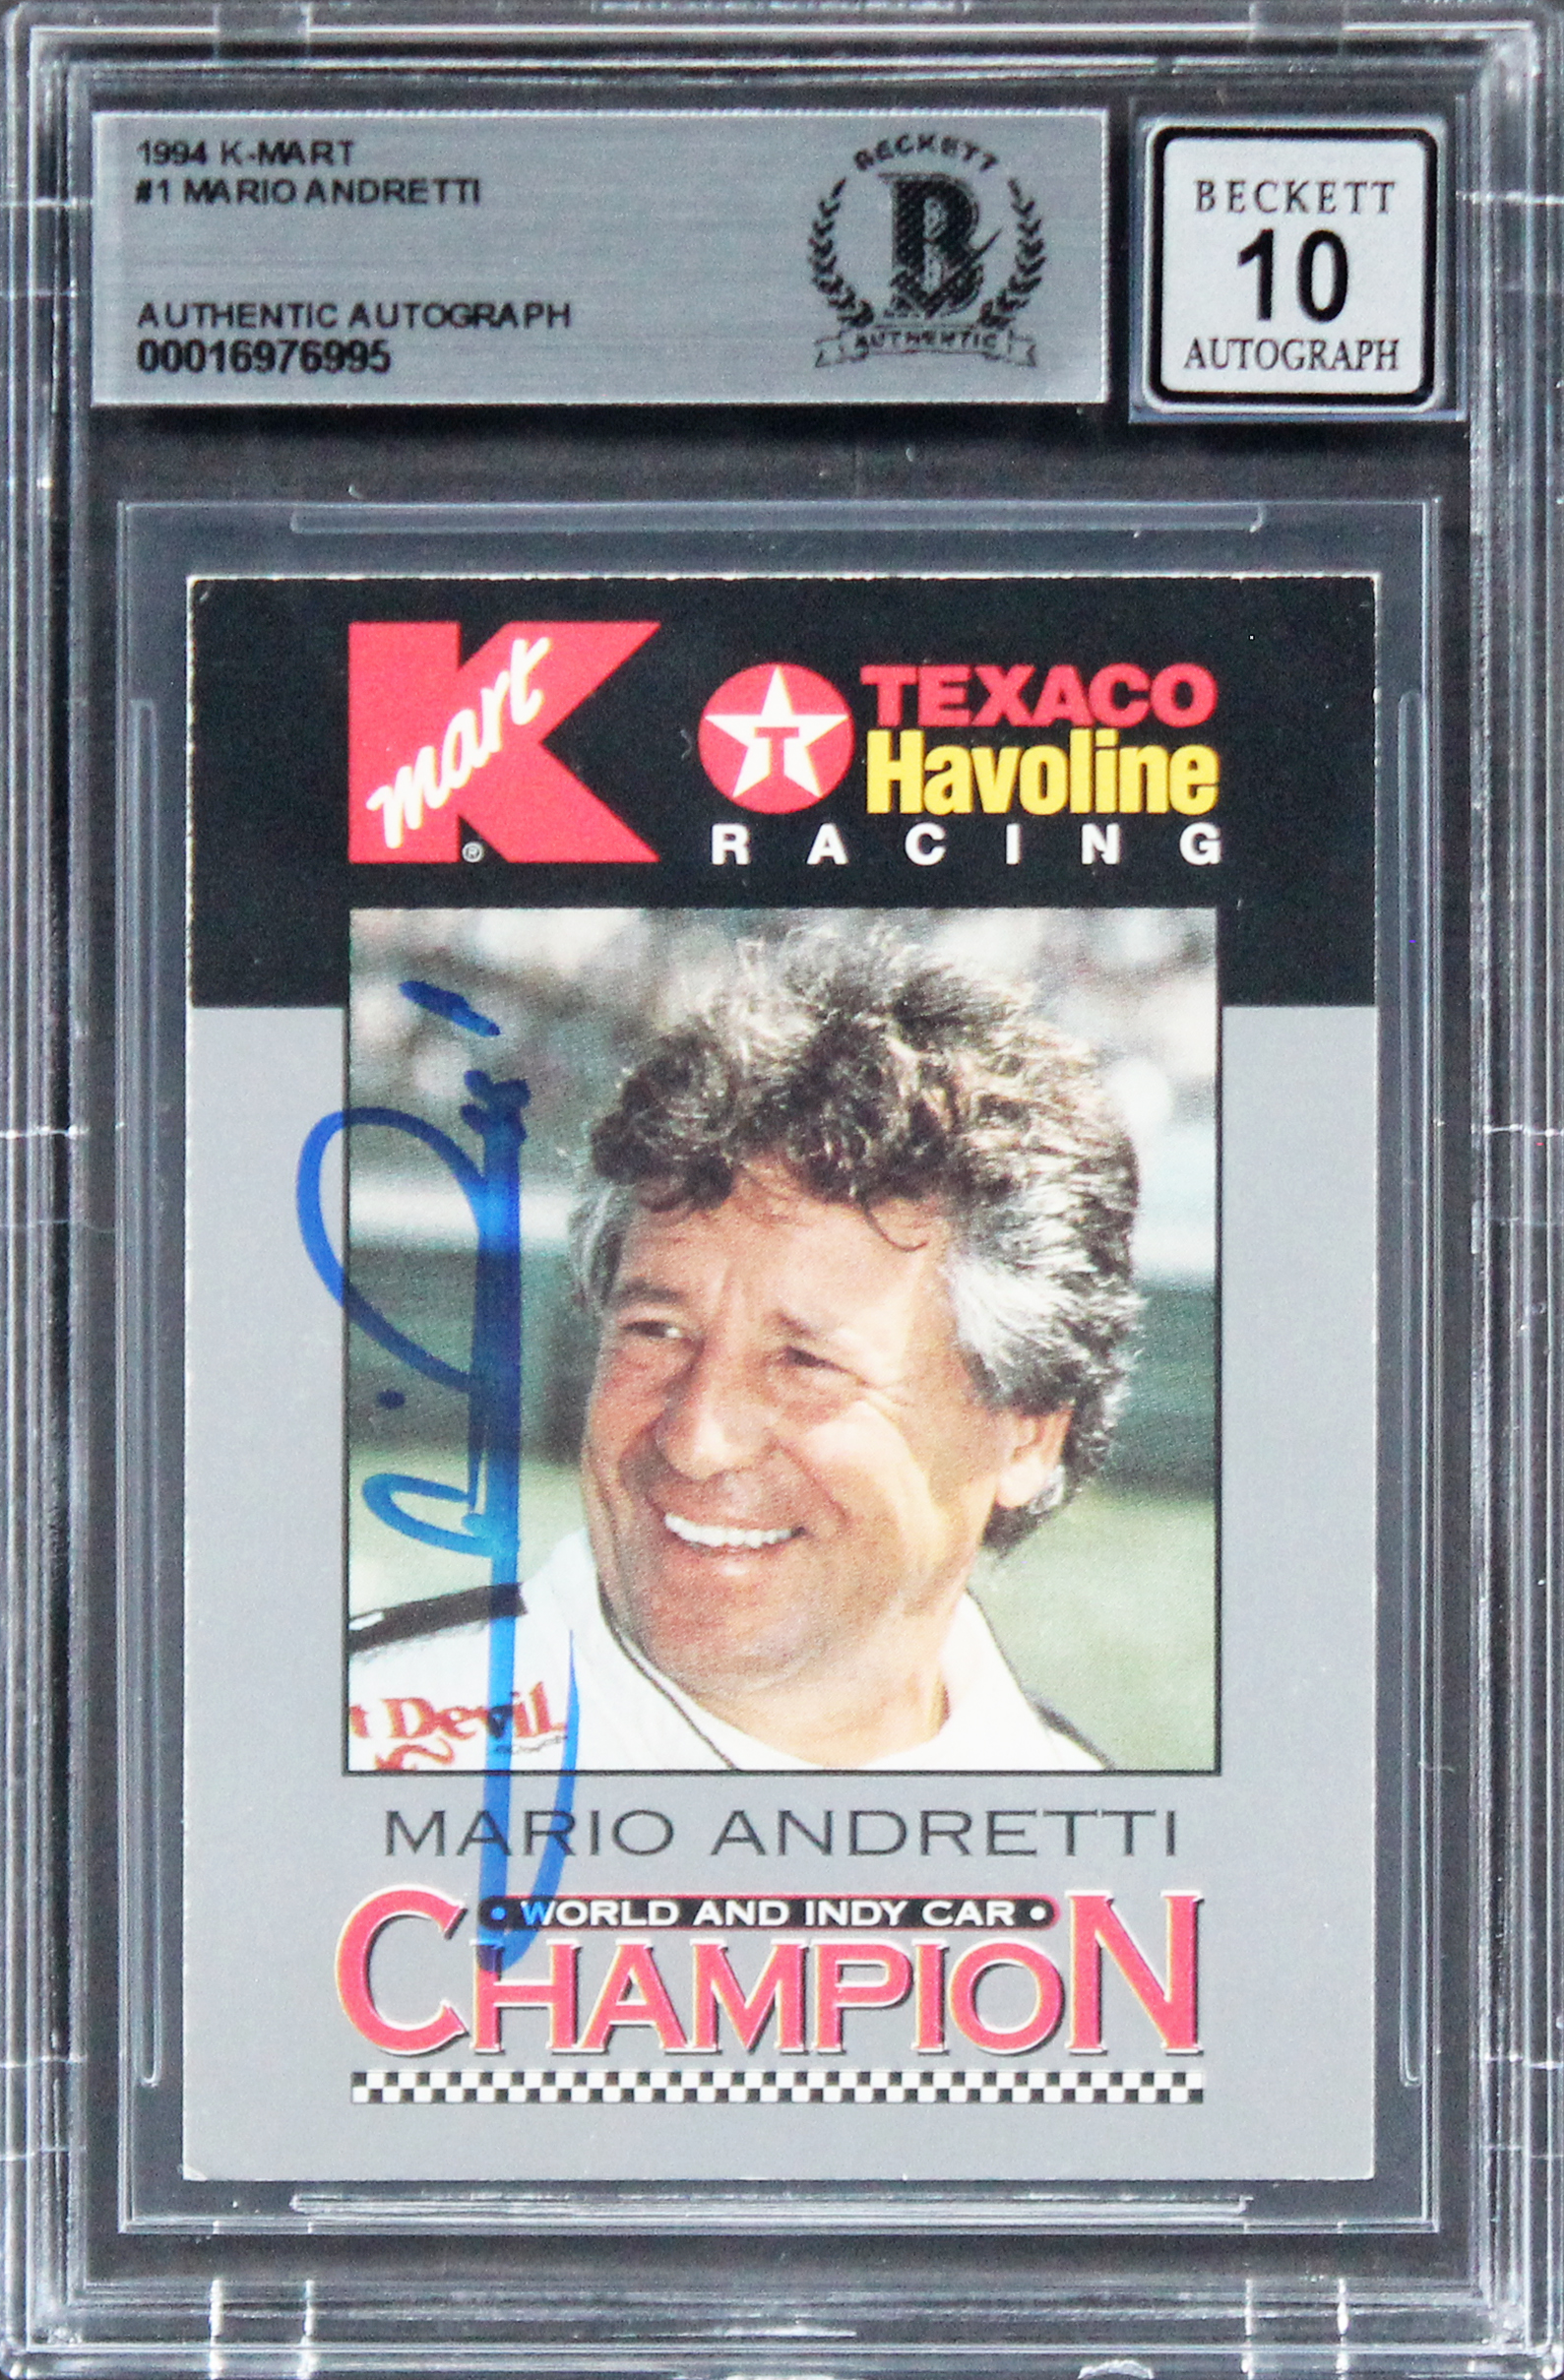 1994 K-MART
#1 MARIO ANDRETTI
AUTHENTIC AUTOGRAPH
00016976995
BECKETT
B
AUTHENTIC
BECKETT
10
AUTOGRAPH
K
mart
®
T
TEXACO
Havoline
RACING
Devil
MARIO ANDRETTI
• WORLD AND INDY CAR •
CHAMPION